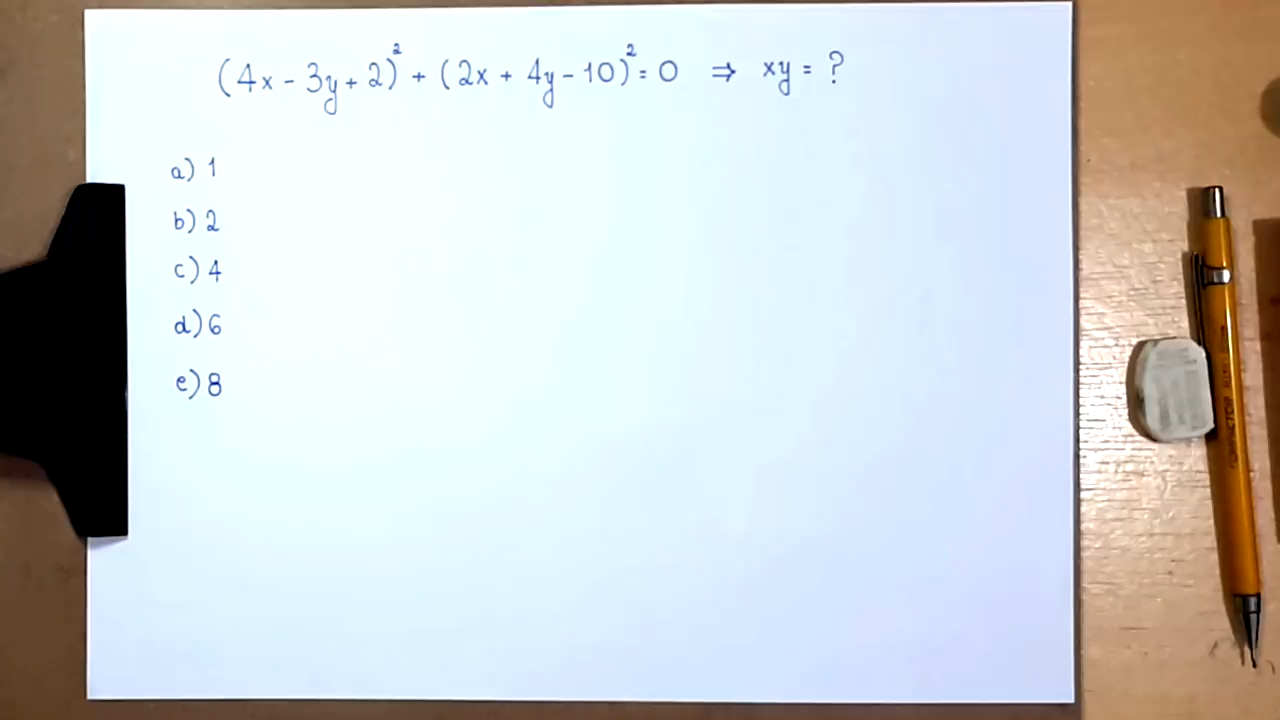 (4x - 3y + 2)² + (2x + 4y - 10)² = 0 ⇒ xy = ?
a) 1
b) 2
c) 4
d) 6
e) 8